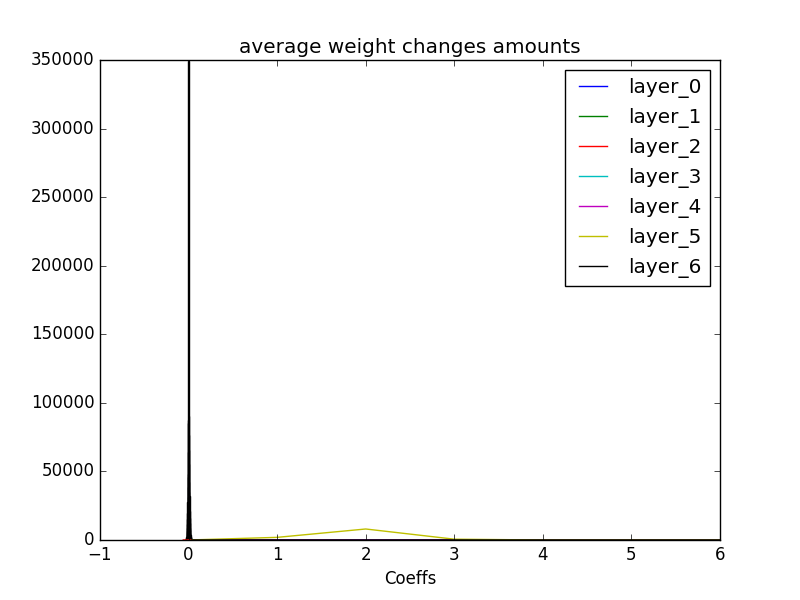 average weight changes amounts
350000
300000
250000
200000
150000
100000
50000
0
−1
0
1
2
3
4
5
6
Coeffs
layer_0
layer_1
layer_2
layer_3
layer_4
layer_5
layer_6